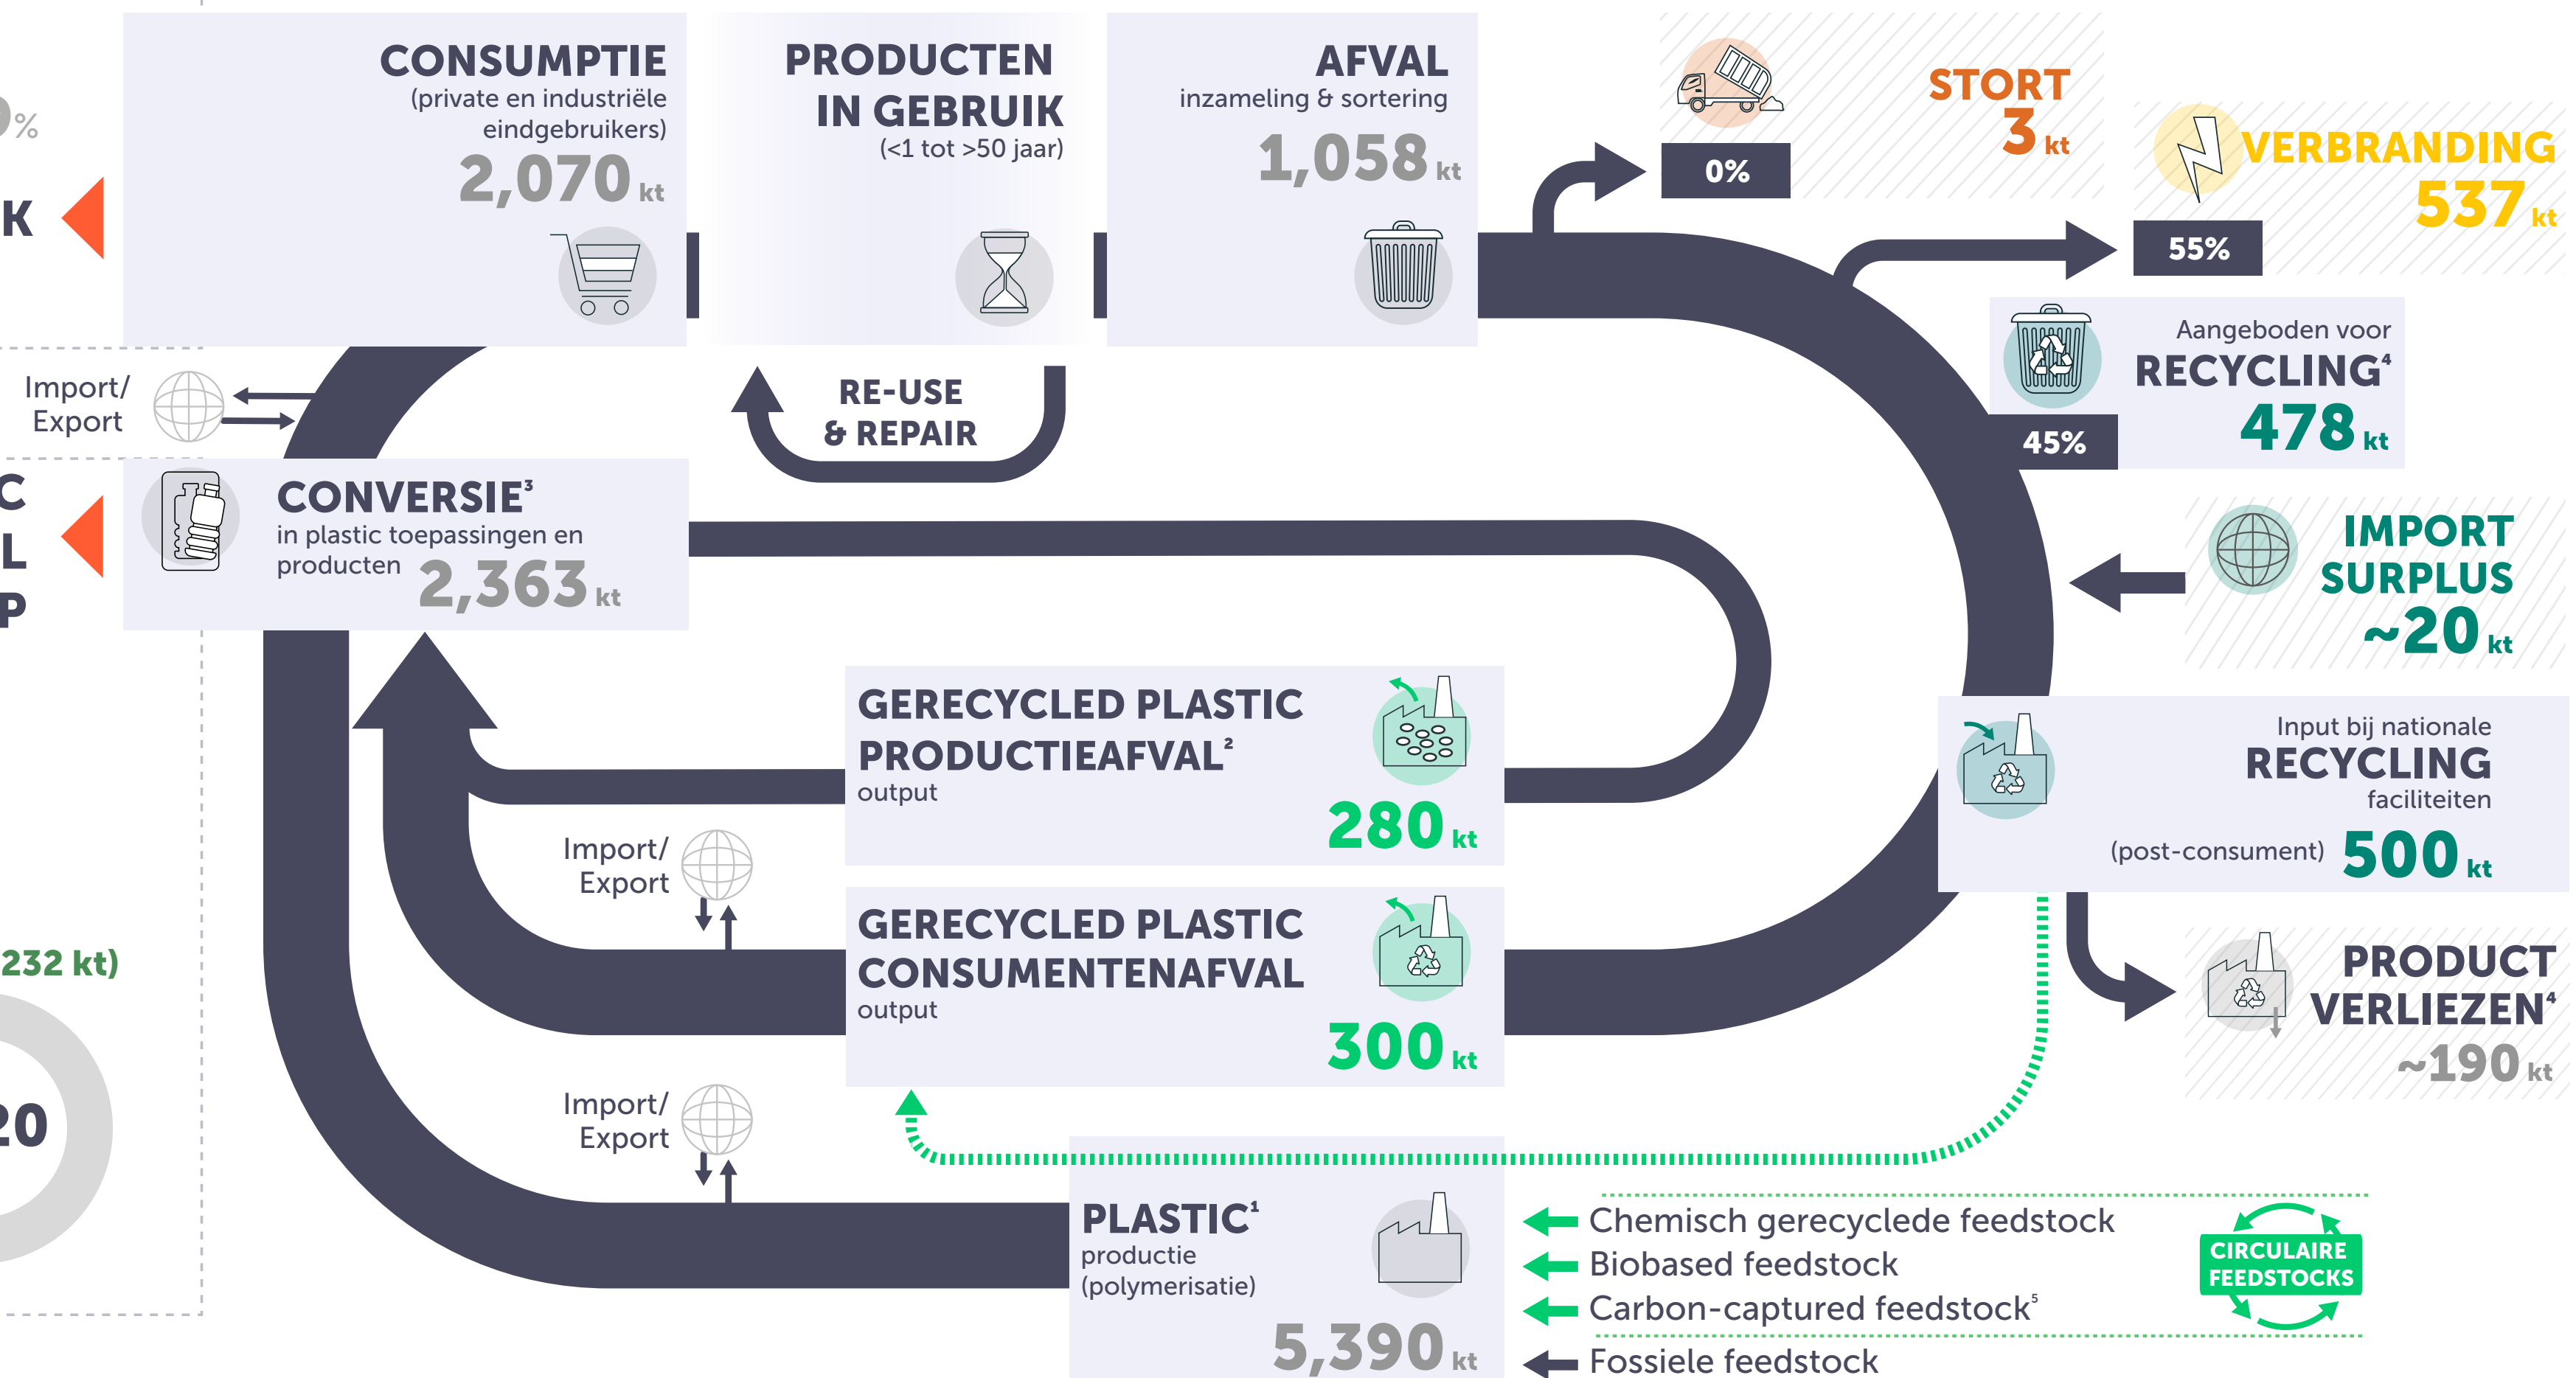 CONSUMPTIE
(private en industriële
eindgebruikers)
2,070 kt
PRODUCTEN
IN GEBRUIK
(<1 tot >50 jaar)
AFVAL
inzameling & sortering
1,058 kt
STORT
3 kt
0%
VERBRANDING
537 kt
55%
Aangeboden voor
RECYCLING⁴
478 kt
45%
%
K
Import/
Export
RE-USE
& REPAIR
C
L
P
CONVERSIE³
in plastic toepassingen en
producten 2,363 kt
IMPORT
SURPLUS
~20 kt
GERECYCLED PLASTIC
PRODUCTIEAFVAL²
output
280 kt
Input bij nationale
RECYCLING
faciliteiten
(post-consument) 500 kt
Import/
Export
GERECYCLED PLASTIC
CONSUMENTENAFVAL
output
300 kt
PRODUCT
VERLIEZEN⁴
~190 kt
232 kt)
20
Import/
Export
PLASTIC¹
productie
(polymerisatie)
5,390 kt
Chemisch gerecyclede feedstock
Biobased feedstock
Carbon-captured feedstock⁵
Fossiele feedstock
CIRCULAIRE
FEEDSTOCKS